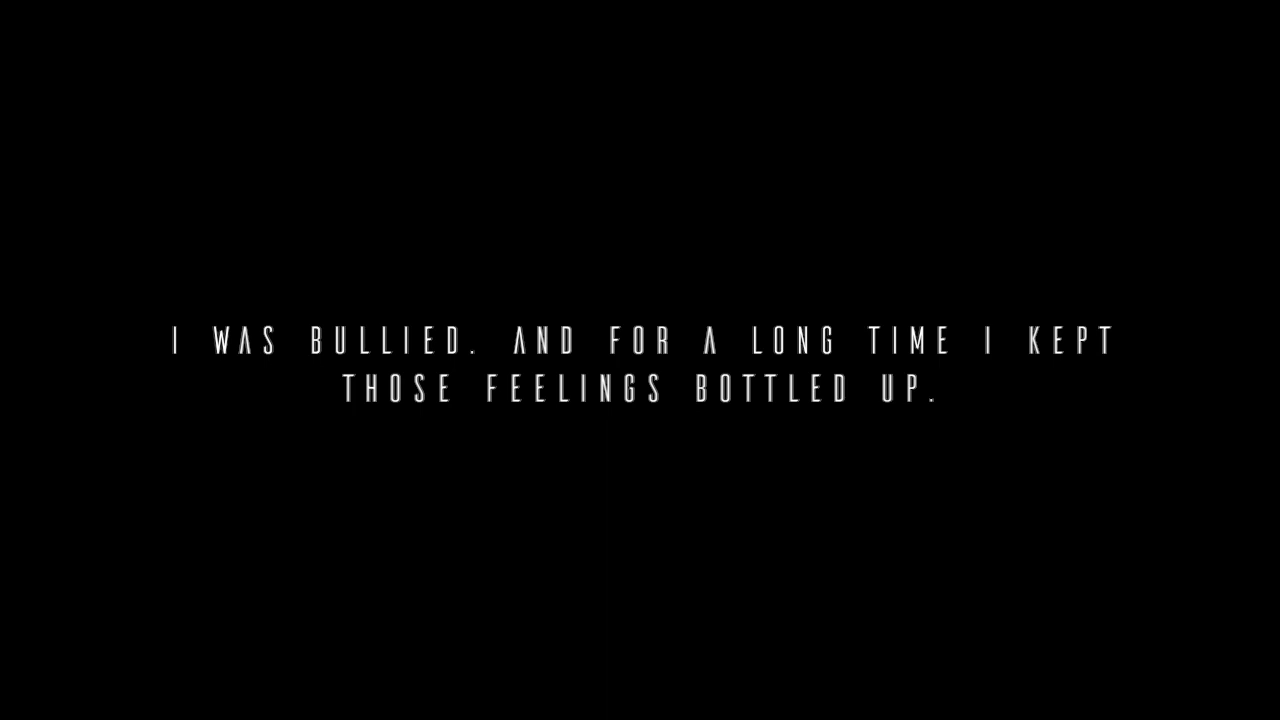 I WAS BULLIED. AND FOR A LONG TIME I KEPT
THOSE FEELINGS BOTTLED UP.